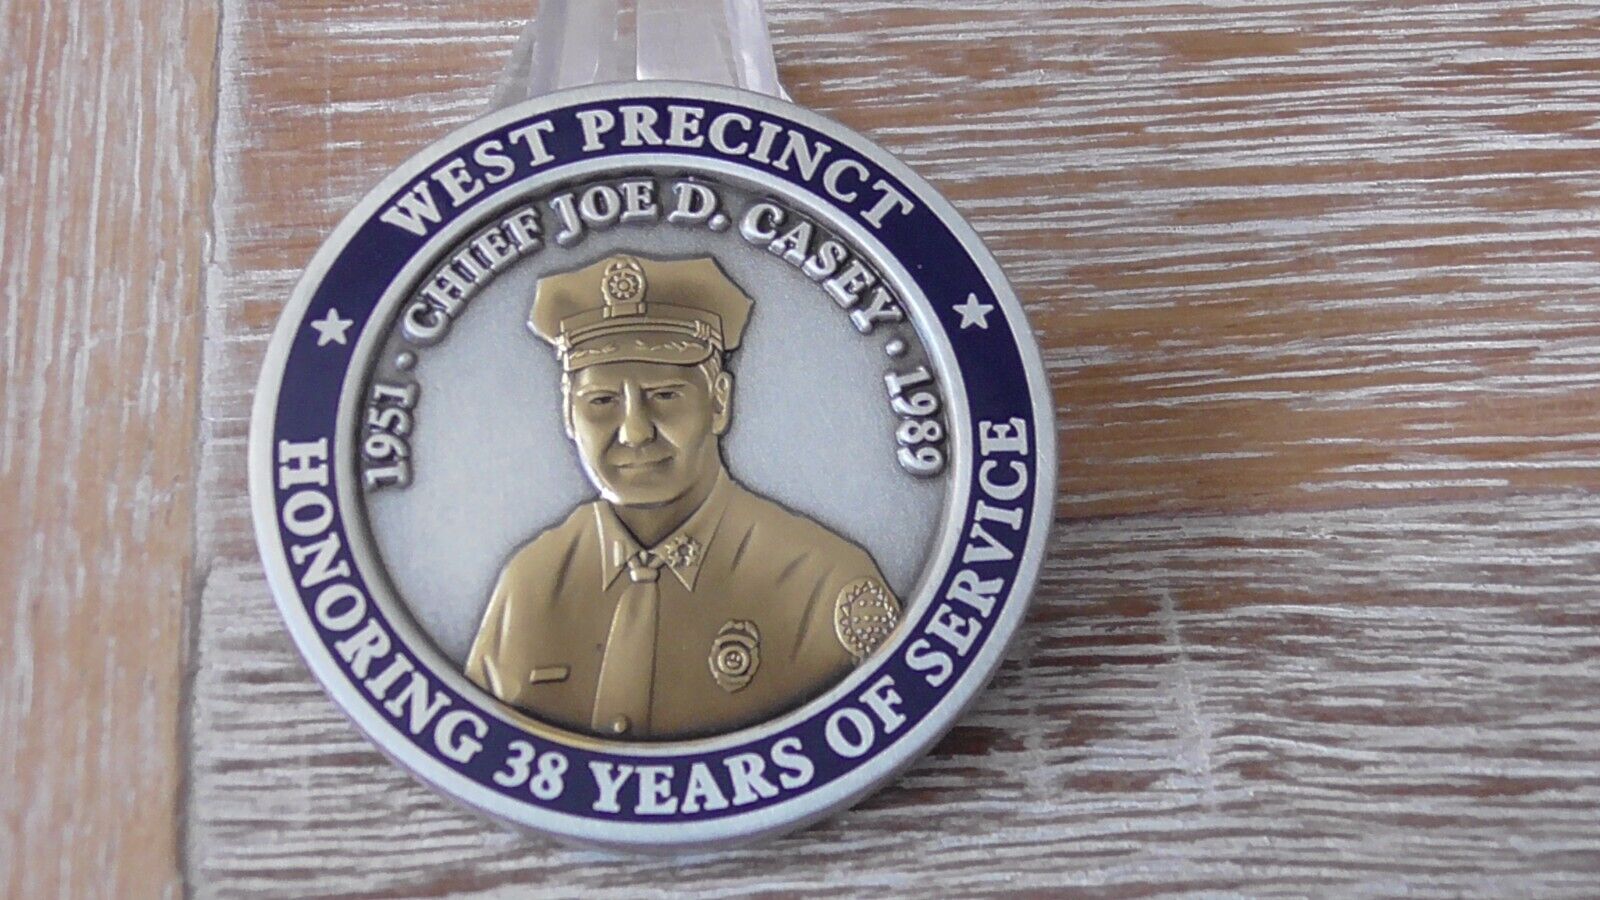 WEST PRECINCT
1951 · CHIEF JOE D. CASEY · 1989
HONORING 38 YEARS OF SERVICE